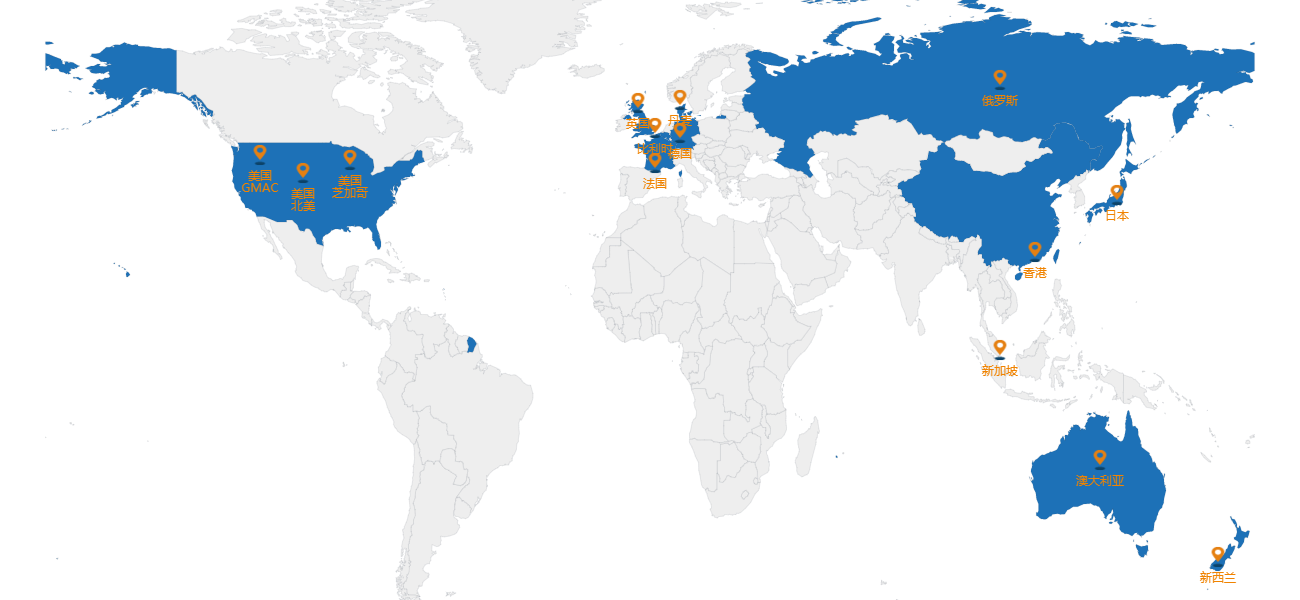 俄罗斯
英国
丹麦
比利时
德国
法国
美国
GMAC
美国
北美
美国
芝加哥
日本
香港
新加坡
澳大利亚
新西兰